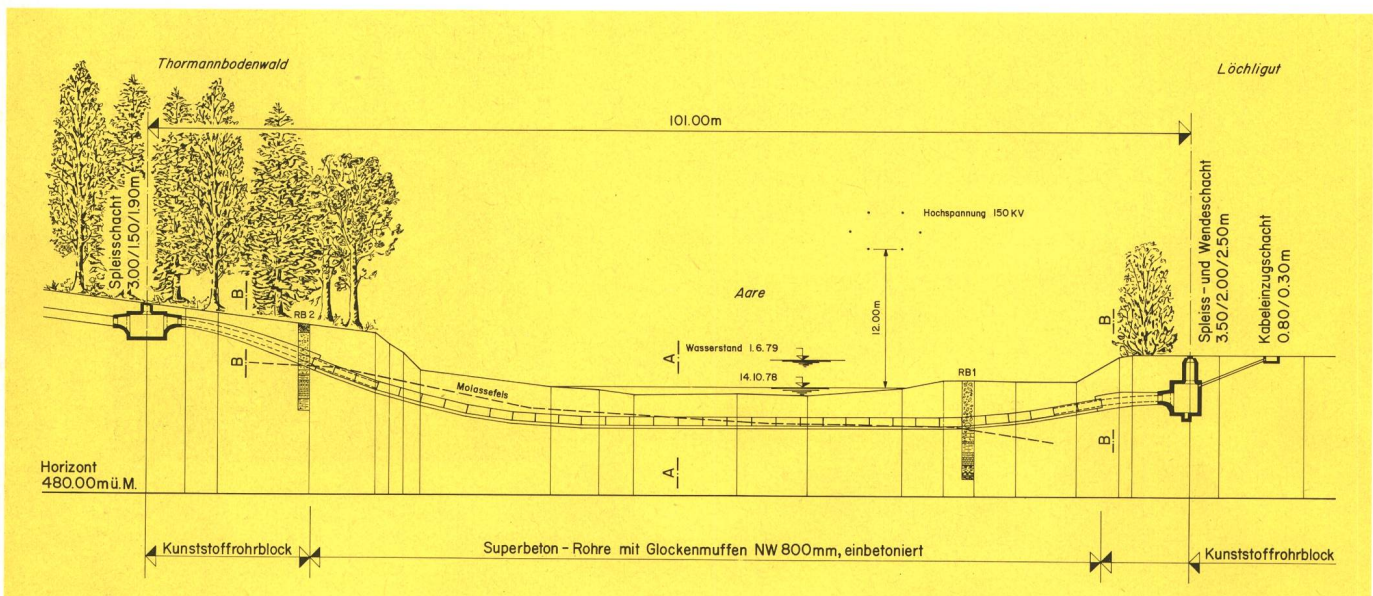 Thormannbodenwald
Löchligut
101.00m
Spleisschacht
3.00/1.50/1.90m
Hochspannung 150 KV
Spleiss- und Wendeschacht
3.50/2.00/2.50m
Kabeleinzugschacht
0.80/0.30m
Aare
12.00m
B
RB 2
B
B
A
Wasserstand 1.6.79
14.10.78
RB1
Molassefels
B
A
Horizont
480.00m ü. M.
Kunststoffrohrblock
Superbeton-Rohre mit Glockenmuffen NW 800mm, einbetoniert
Kunststoffrohrblock